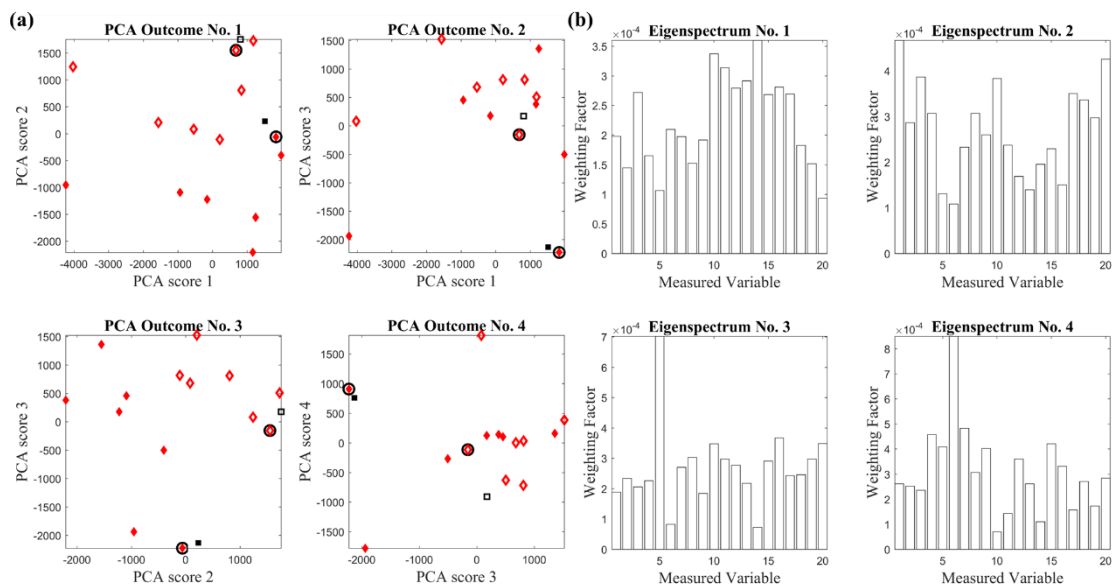 (a)
PCA Outcome No. 1
1500
1000
500
0
-500
-1000
-1500
-2000
PCA score 2
-4000 -3000 -2000 -1000 0 1000
PCA score 1
PCA Outcome No. 2
1500
1000
500
0
-500
-1000
-1500
-2000
PCA score 3
-4000 -3000 -2000 -1000 0 1000
PCA score 1
(b)
Eigenspectrum No. 1
×10⁻⁴
3.5
3
2.5
2
1.5
1
0.5
0
Weighting Factor
5 10 15 20
Measured Variable
Eigenspectrum No. 2
×10⁻⁴
4
3
2
1
0
Weighting Factor
5 10 15 20
Measured Variable
PCA Outcome No. 3
1500
1000
500
0
-500
-1000
-1500
-2000
PCA score 3
-2000 -1000 0 1000
PCA score 2
PCA Outcome No. 4
1500
1000
500
0
-500
-1000
-1500
PCA score 4
-2000 -1000 0 1000
PCA score 3
Eigenspectrum No. 3
×10⁻⁴
7
6
5
4
3
2
1
0
Weighting Factor
5 10 15 20
Measured Variable
Eigenspectrum No. 4
×10⁻⁴
8
7
6
5
4
3
2
1
0
Weighting Factor
5 10 15 20
Measured Variable